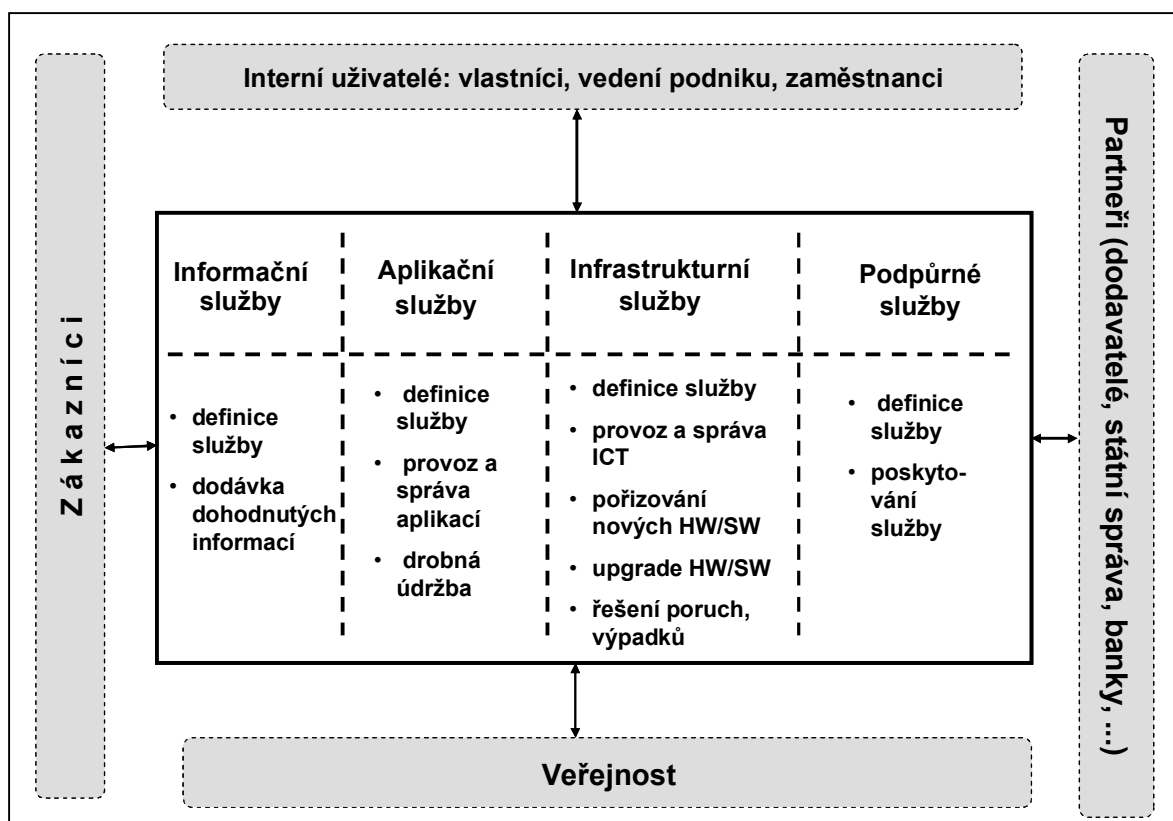 Interní uživatelé: vlastníci, vedení podniku, zaměstnanci
Zákazníci
Informační
služby
Aplikační
služby
Infrastrukturní
služby
Podpůrné
služby
• definice
služby
• dodávka
dohodnutých
informací
• definice
služby
• provoz a
správa
aplikací
• drobná
údržba
• definice služby
• provoz a správa
ICT
• pořizování
nových HW/SW
• upgrade HW/SW
• řešení poruch,
výpadků
• definice
služby
• poskyto-
vání
služby
Partneři (dodavatelé, státní správa, banky, ...)
Veřejnost